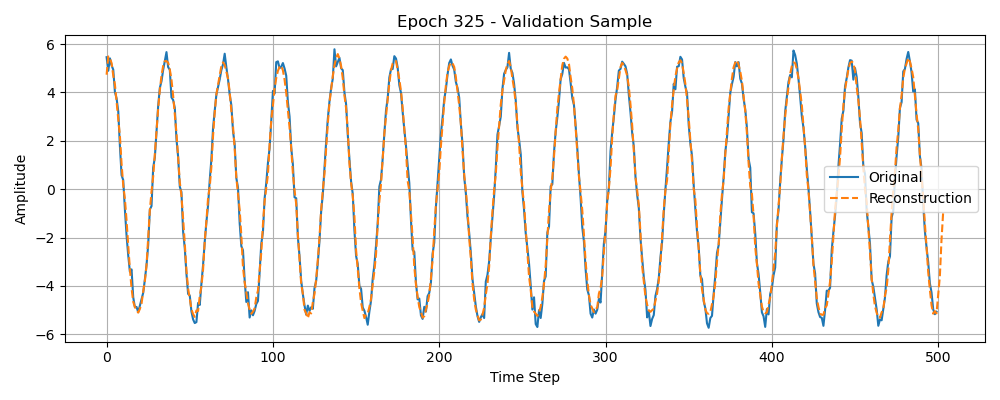 Epoch 325 - Validation Sample
6
4
2
0
−2
−4
−6
Amplitude
Original
Reconstruction
0 100 200 300 400 500
Time Step